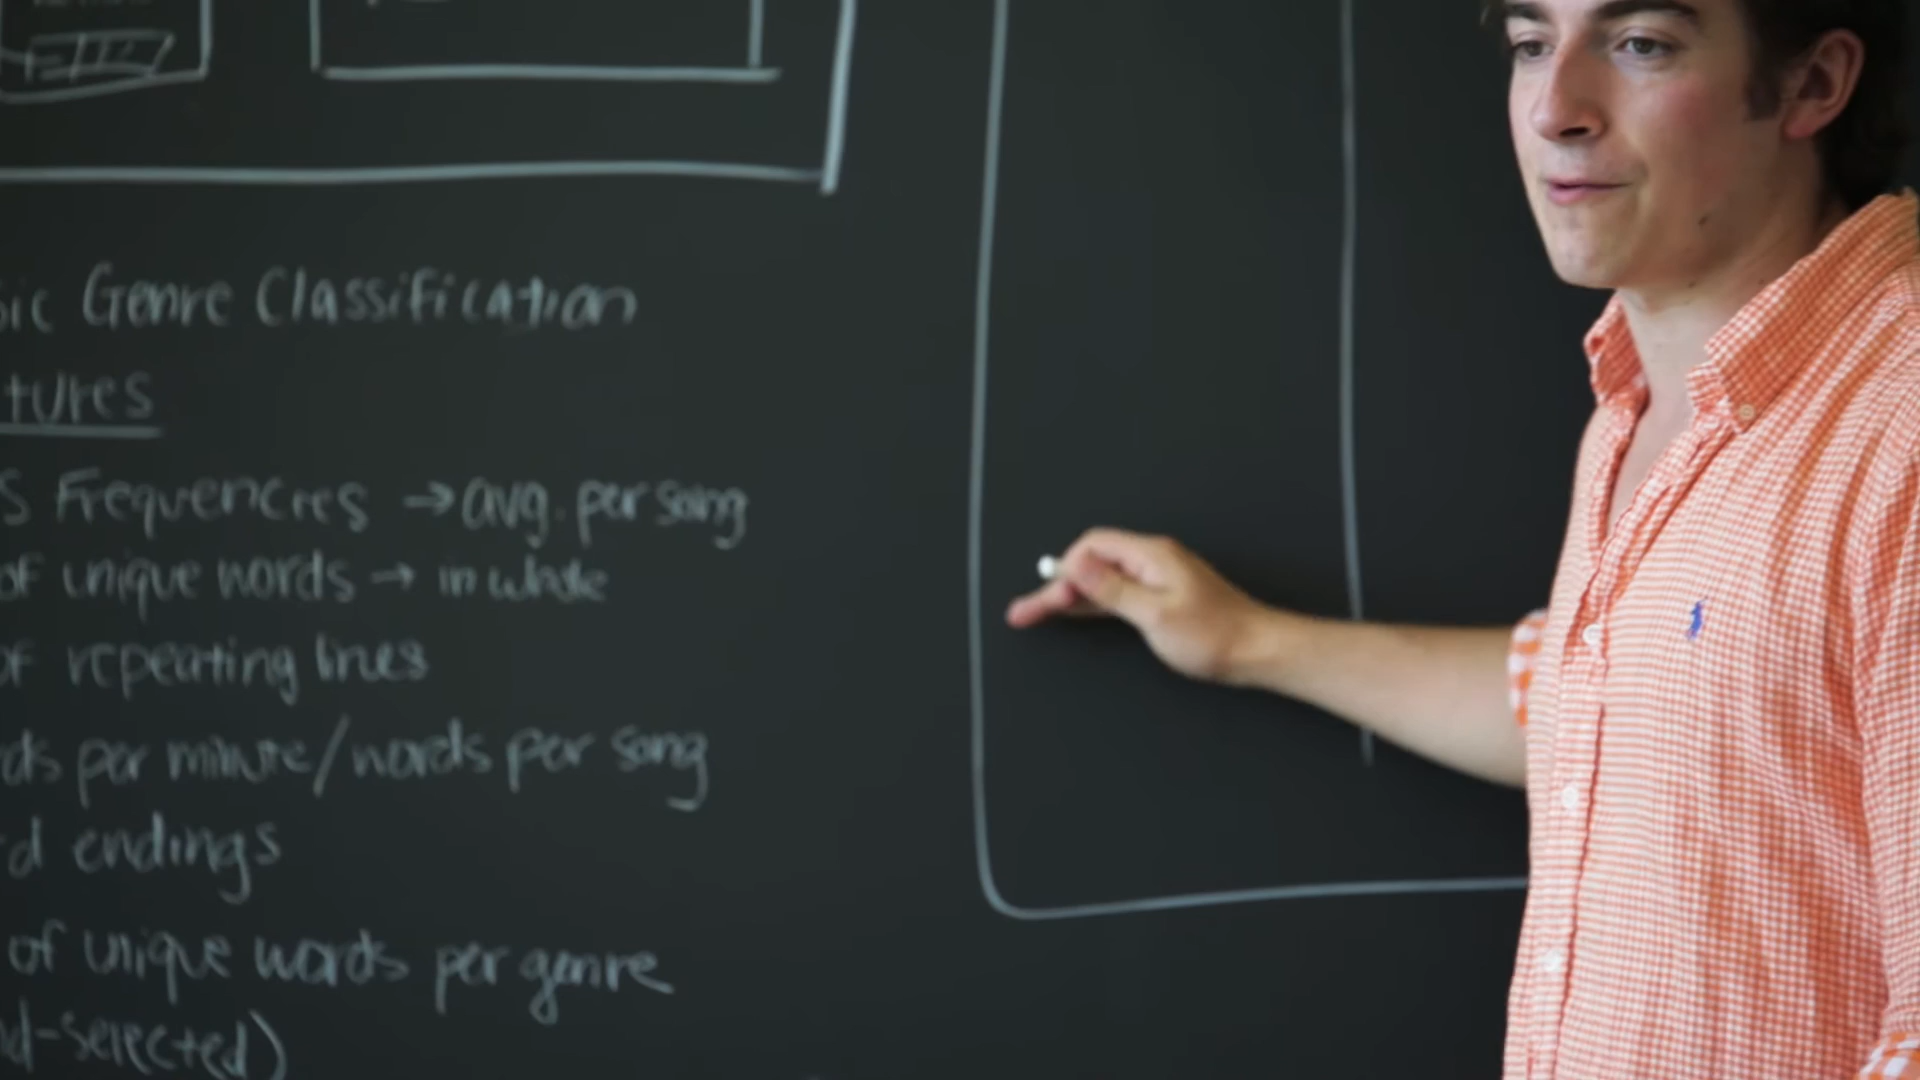 sic Genre Classification
tures
S Frequencies → avg. per song
of unique words → in whole
of repeating lines
ds per minute/words per song
d endings
of unique words per genre
d-selected)